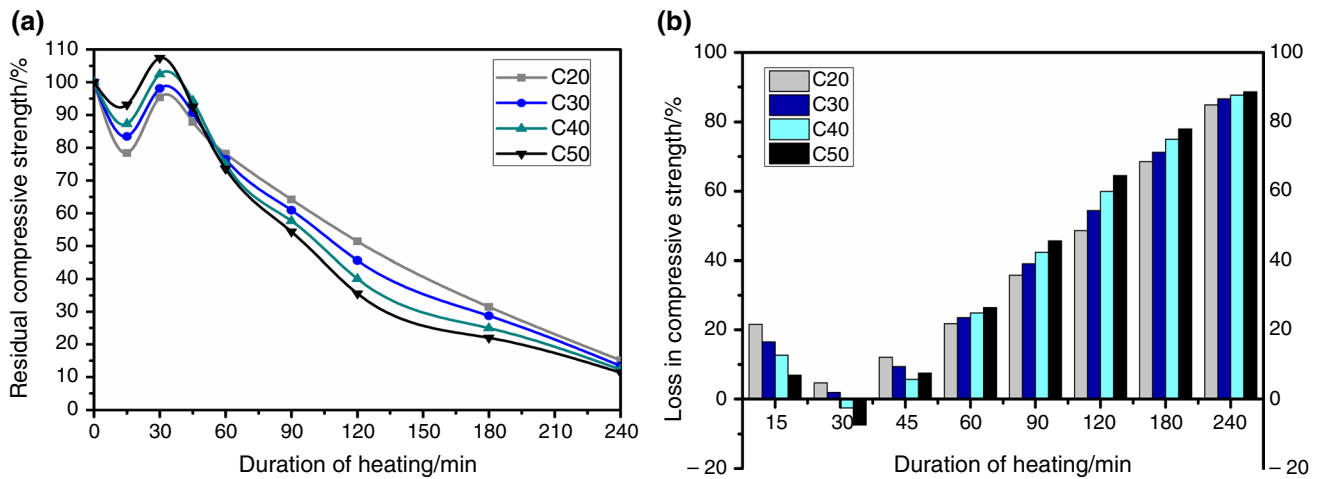 (a)
Residual compressive strength/%
110
100
90
80
70
60
50
40
30
20
10
0
0 30 60 90 120 150 180 210 240
Duration of heating/min
C20
C30
C40
C50
(b)
Loss in compressive strength/%
100
80
60
40
20
0
– 20
15 30 45 60 90 120 180 240
Duration of heating/min
C20
C30
C40
C50
100
80
60
40
20
0
– 20